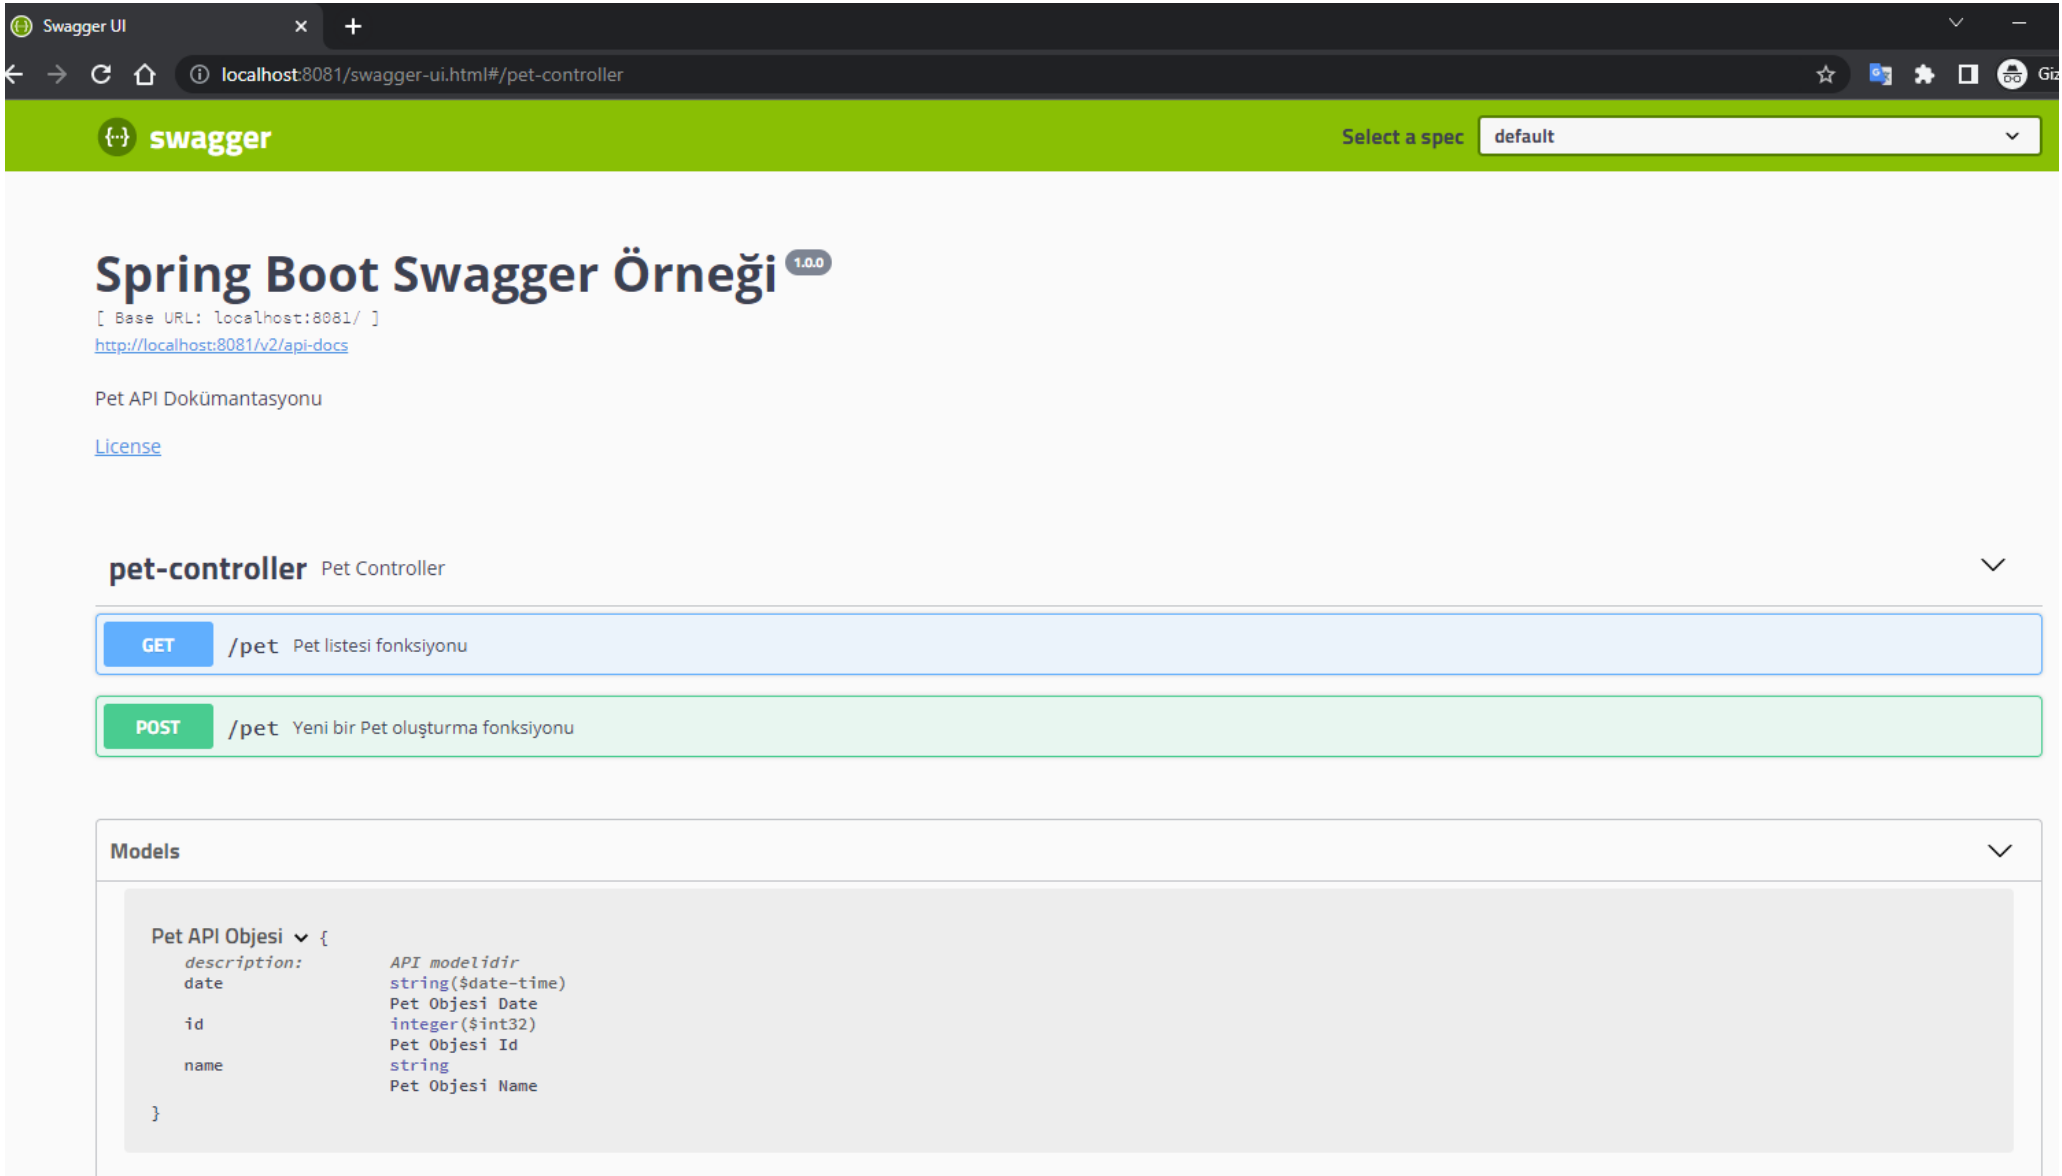 Swagger UI
localhost:8081/swagger-ui.html#/pet-controller
Giz
{...} swagger
Select a spec default
Spring Boot Swagger Örneği 1.0.0
[ Base URL: localhost:8081/ ]
http://localhost:8081/v2/api-docs
Pet API Dokümantasyonu
License
pet-controller Pet Controller
GET /pet Pet listesi fonksiyonu
POST /pet Yeni bir Pet oluşturma fonksiyonu
Models
Pet API Objesi {
description: API modelidir
date string($date-time)
Pet Objesi Date
id integer($int32)
Pet Objesi Id
name string
Pet Objesi Name
}